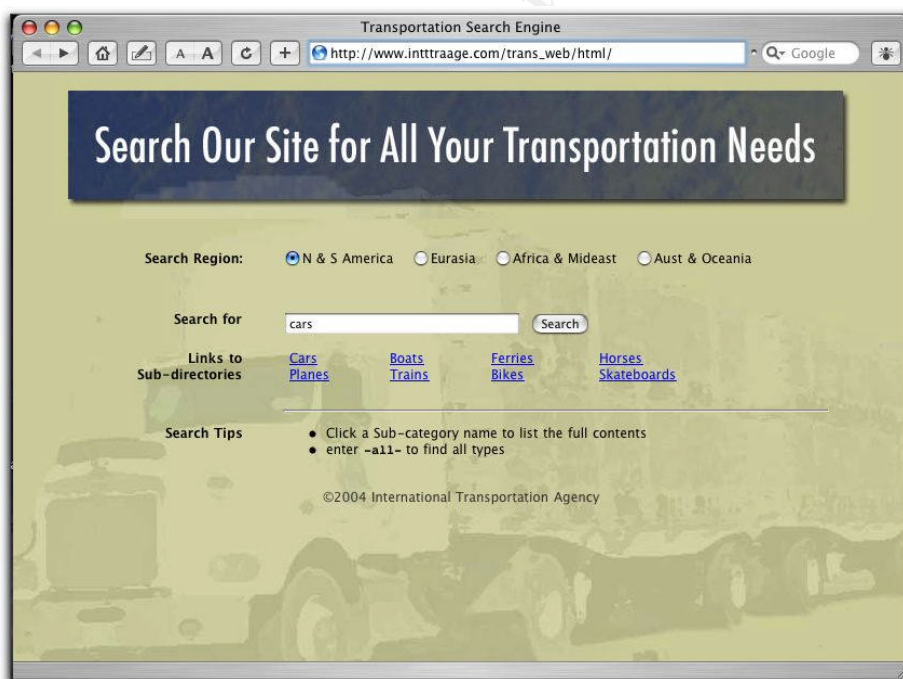 Transportation Search Engine
A A http://www.intttraage.com/trans_web/html/ Google
Search Our Site for All Your Transportation Needs
Search Region: N & S America Eurasia Africa & Mideast Aust & Oceania
Search for cars Search
Links to Cars Boats Ferries Horses
Sub-directories Planes Trains Bikes Skateboards
Search Tips • Click a Sub-category name to list the full contents
• enter -all- to find all types
©2004 International Transportation Agency